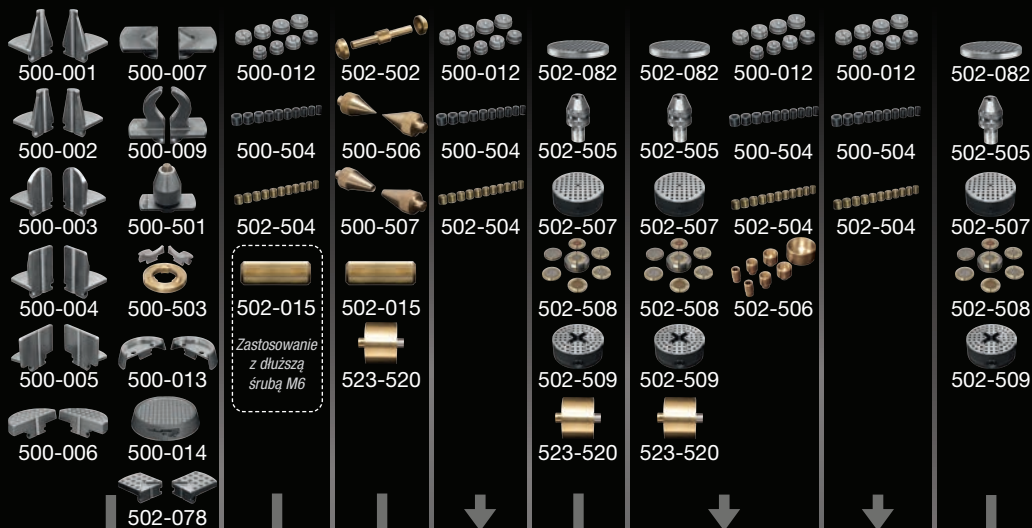 500-001 500-007 500-012 502-502 500-012 502-082 502-082 500-012 500-012 502-082
500-002 500-009 500-504 500-506 500-504 502-505 502-505 500-504 500-504 502-505
500-003 500-501 502-504 500-507 502-504 502-507 502-507 502-504 502-504 502-507
500-004 500-503 502-015 502-015 502-508 502-508 502-506 502-508
Zastosowanie
z dłuższą
śrubą M6
500-005 500-013 523-520 502-509 502-509 502-509
500-006 500-014 523-520 523-520
502-078